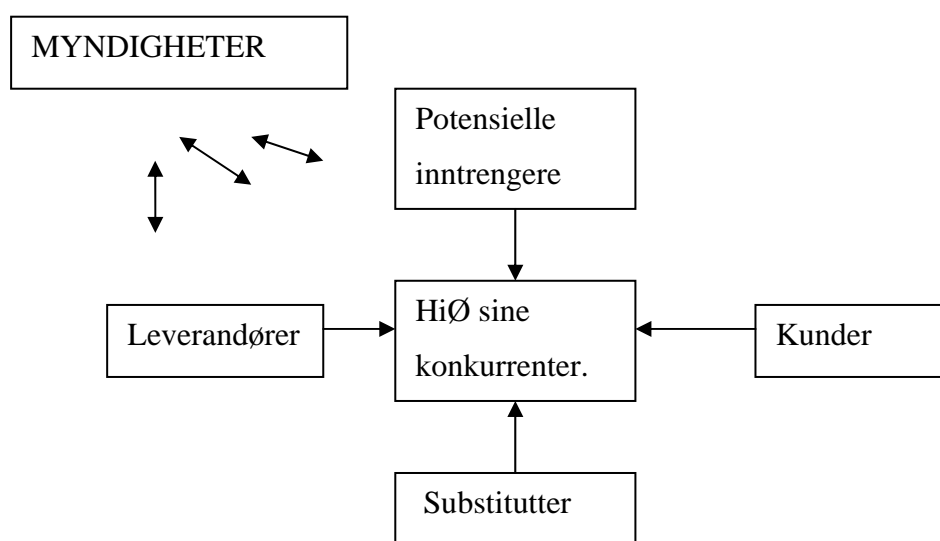 MYNDIGHETER
Potensielle
inntrengere
Leverandører
HiØ sine
konkurrenter.
Kunder
Substitutter